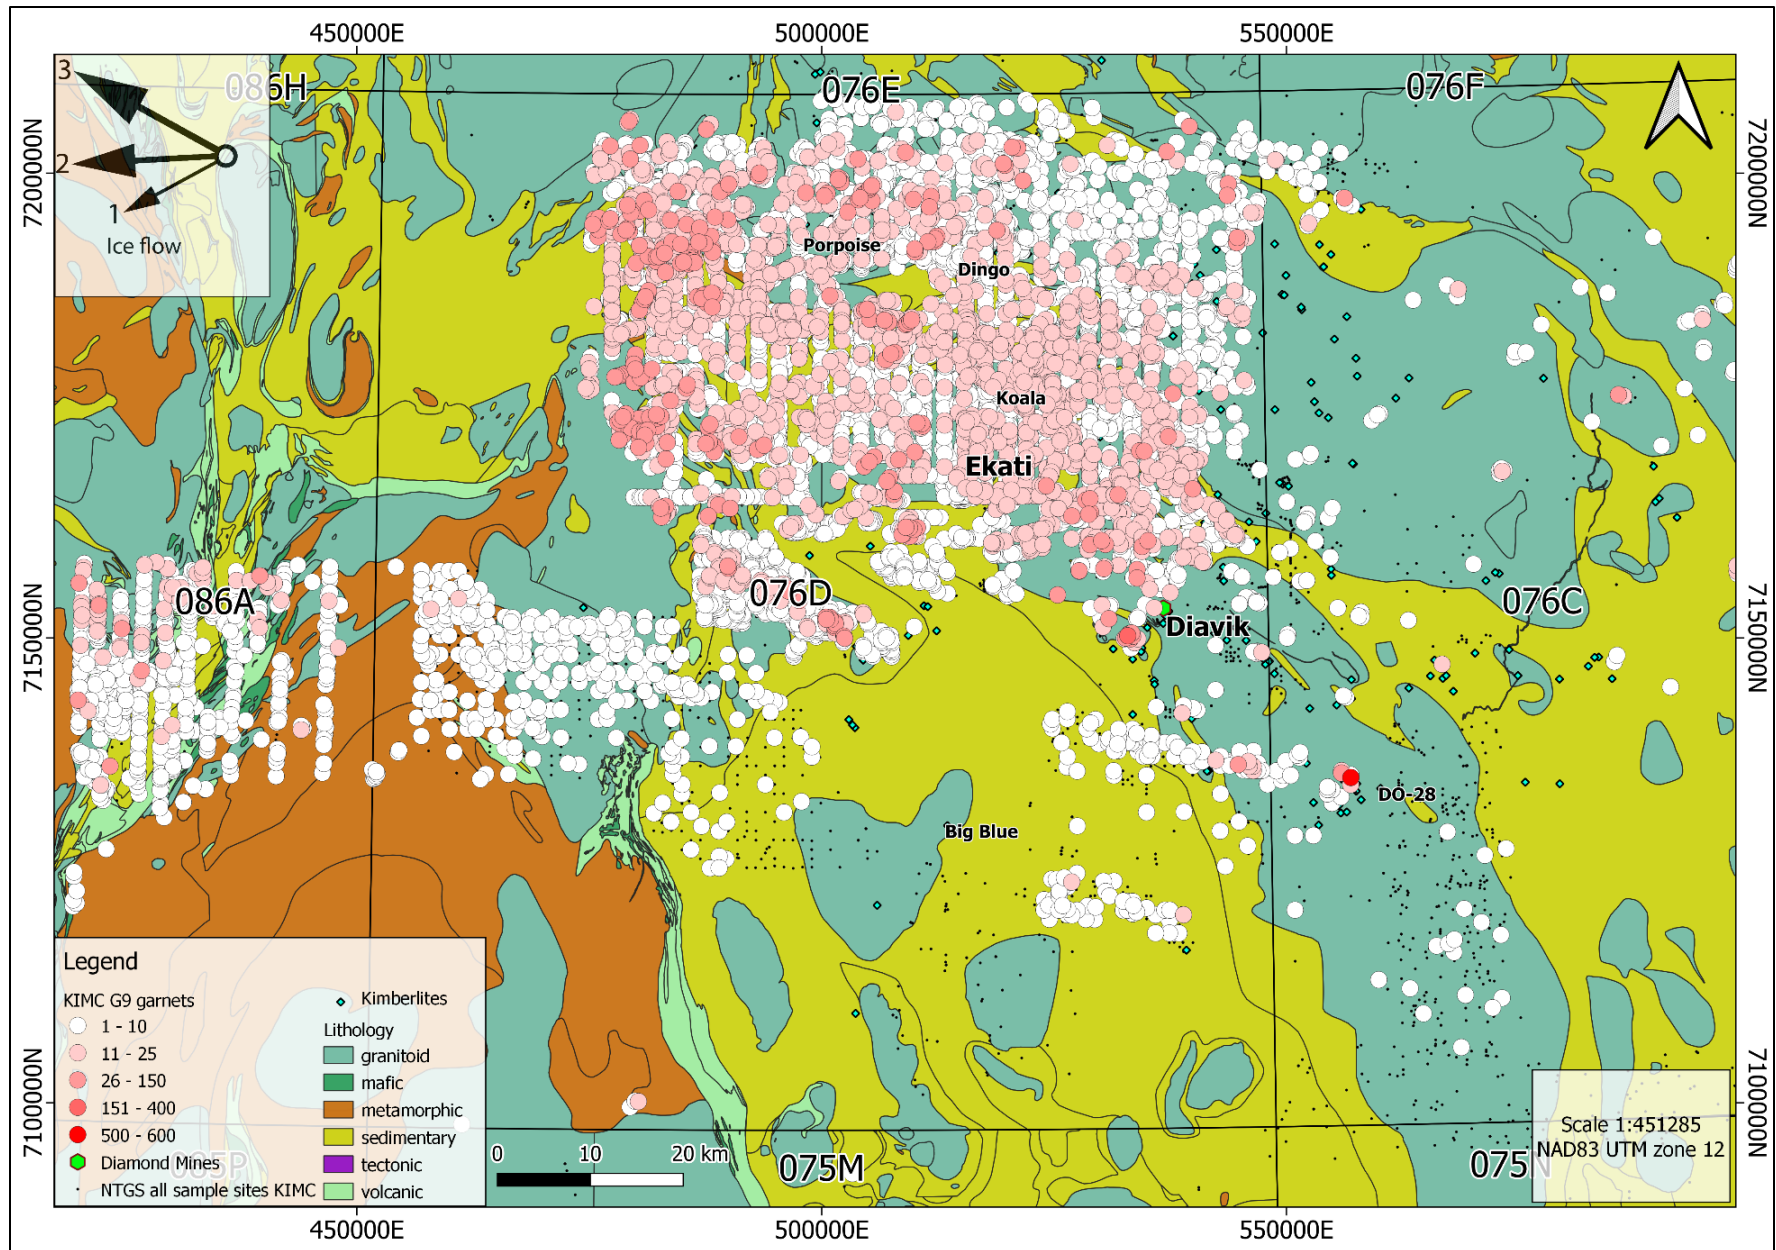 450000E 500000E 550000E
3
086H 076E 076F
7200000N 7200000N
2
1
Ice flow
Porpoise
Dingo
Koala
Ekati
086A 076D 076C
7150000N Diavik 7150000N
DO-28
Big Blue
Legend
KIMC G9 garnets
1 - 10
11 - 25
26 - 150
151 - 400
500 - 600
Diamond Mines
NTGS all sample sites KIMC
Kimberlites
Lithology
granitoid
mafic
metamorphic
sedimentary
tectonic
volcanic
7100000N 7100000N
0 10 20 km
Scale 1:451285
NAD83 UTM zone 12
085P 075M 075N
450000E 500000E 550000E